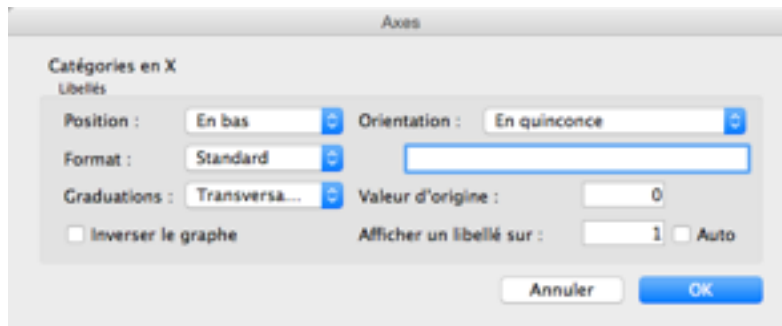 Axes
Catégories en X
Libellés
Position : En bas Orientation : En quinconce
Format : Standard
Graduations : Transversa... Valeur d'origine : 0
Inverser le graphe Afficher un libellé sur : 1 Auto
Annuler OK